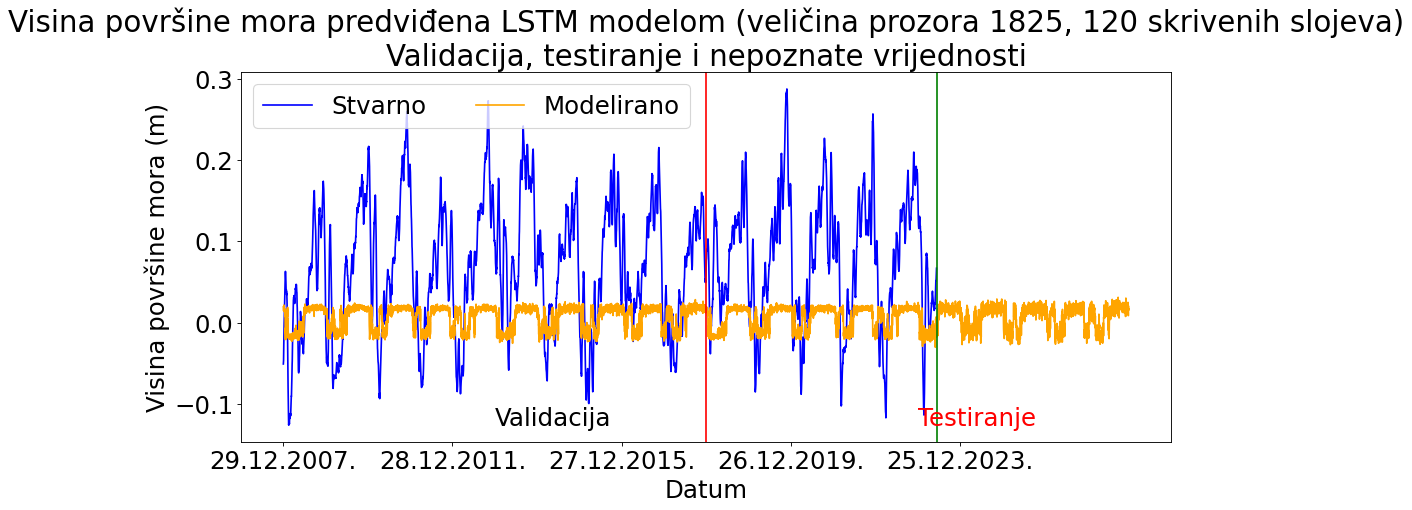 Visina površine mora predviđena LSTM modelom (veličina prozora 1825, 120 skrivenih slojeva)
Validacija, testiranje i nepoznate vrijednosti
Stvarno Modelirano
Visina površine mora (m)
0.3
0.2
0.1
0.0
−0.1
Validacija Testiranje
29.12.2007. 28.12.2011. 27.12.2015. 26.12.2019. 25.12.2023.
Datum